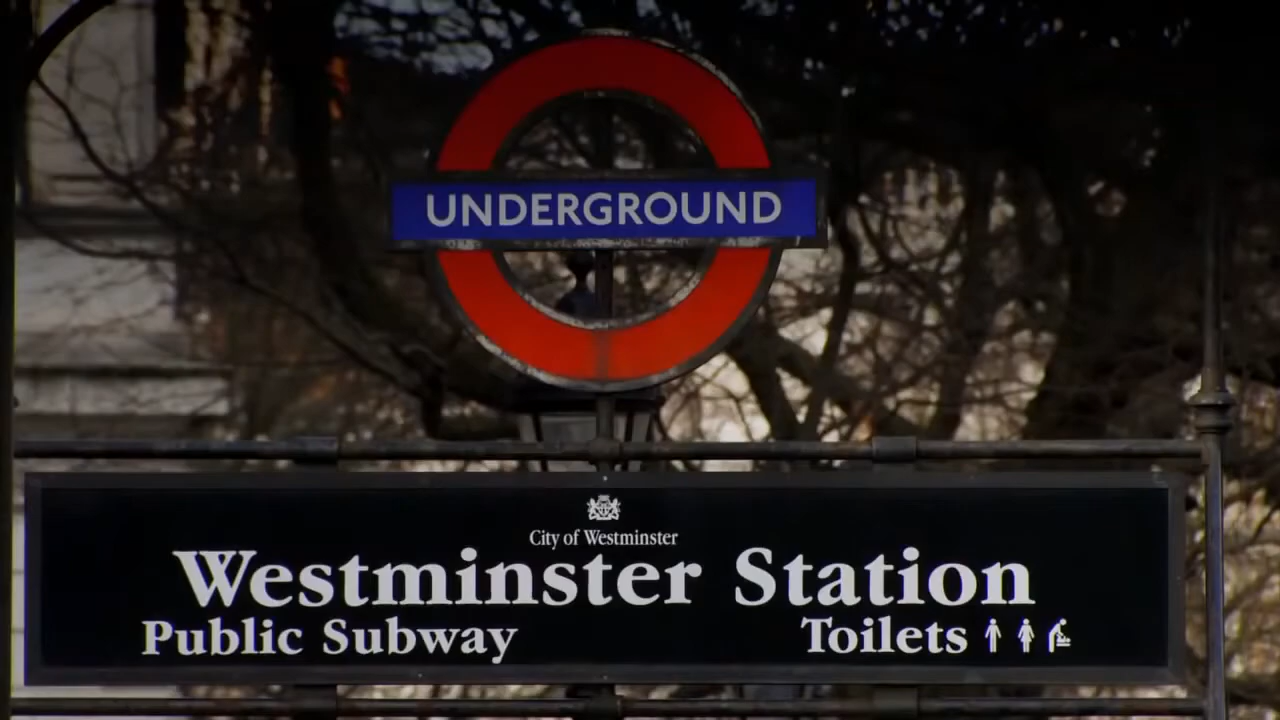 UNDERGROUND
City of Westminster
Westminster Station
Public Subway Toilets